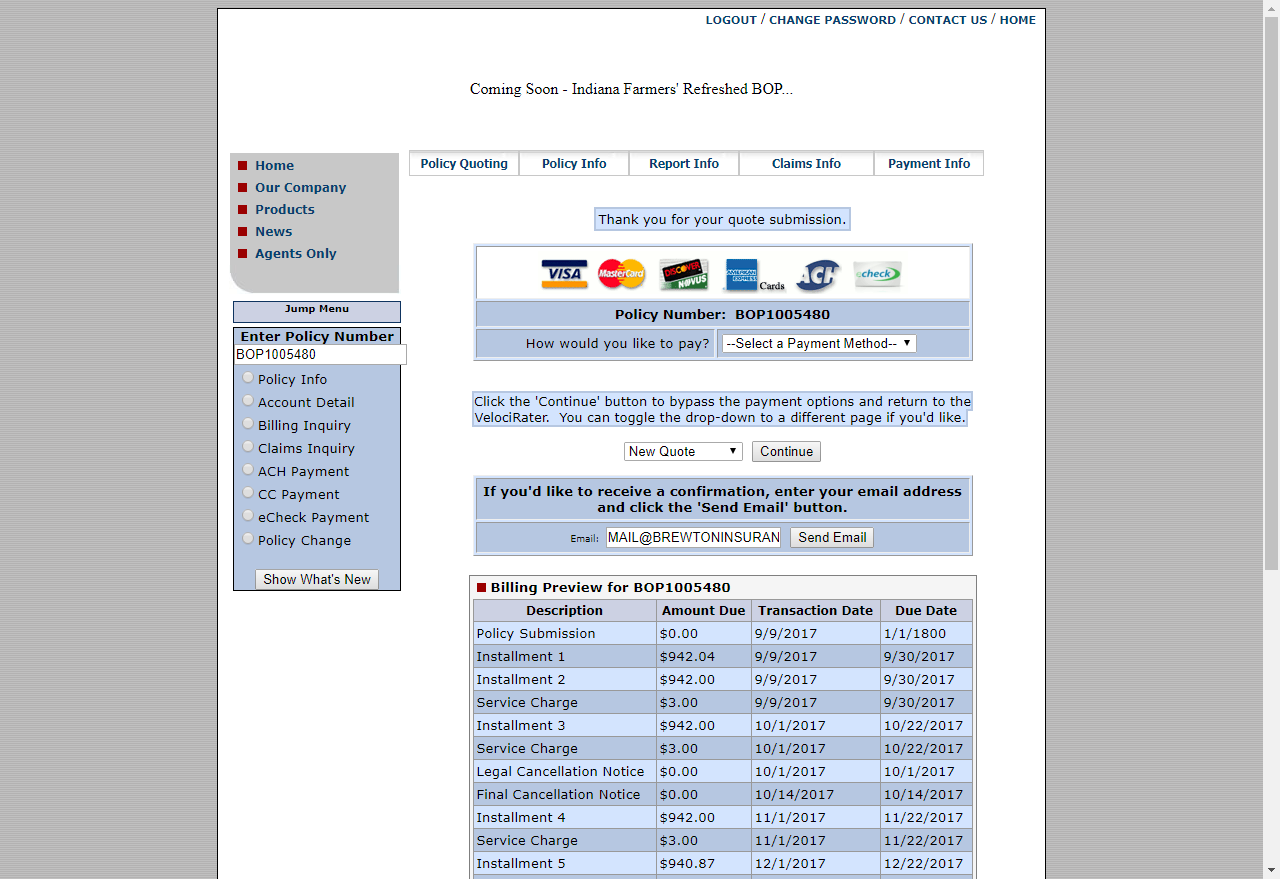 LOGOUT / CHANGE PASSWORD / CONTACT US / HOME
Coming Soon - Indiana Farmers' Refreshed BOP...
Home
Our Company
Products
News
Agents Only
Policy Quoting Policy Info Report Info Claims Info Payment Info
Jump Menu
Enter Policy Number
BOP1005480
Policy Info
Account Detail
Billing Inquiry
Claims Inquiry
ACH Payment
CC Payment
eCheck Payment
Policy Change
Show What's New
Thank you for your quote submission.
VISA MasterCard DISCOVER NOVUS AMERICAN EXPRESS Cards ACH echeck
Policy Number: BOP1005480
How would you like to pay? --Select a Payment Method--
Click the 'Continue' button to bypass the payment options and return to the
VelociRater. You can toggle the drop-down to a different page if you'd like.
New Quote Continue
If you'd like to receive a confirmation, enter your email address
and click the 'Send Email' button.
Email: MAIL@BREWTONINSURAN Send Email
Billing Preview for BOP1005480
Description Amount Due Transaction Date Due Date
Policy Submission $0.00 9/9/2017 1/1/1800
Installment 1 $942.04 9/9/2017 9/30/2017
Installment 2 $942.00 9/9/2017 9/30/2017
Service Charge $3.00 9/9/2017 9/30/2017
Installment 3 $942.00 10/1/2017 10/22/2017
Service Charge $3.00 10/1/2017 10/22/2017
Legal Cancellation Notice $0.00 10/1/2017 10/1/2017
Final Cancellation Notice $0.00 10/14/2017 10/14/2017
Installment 4 $942.00 11/1/2017 11/22/2017
Service Charge $3.00 11/1/2017 11/22/2017
Installment 5 $940.87 12/1/2017 12/22/2017